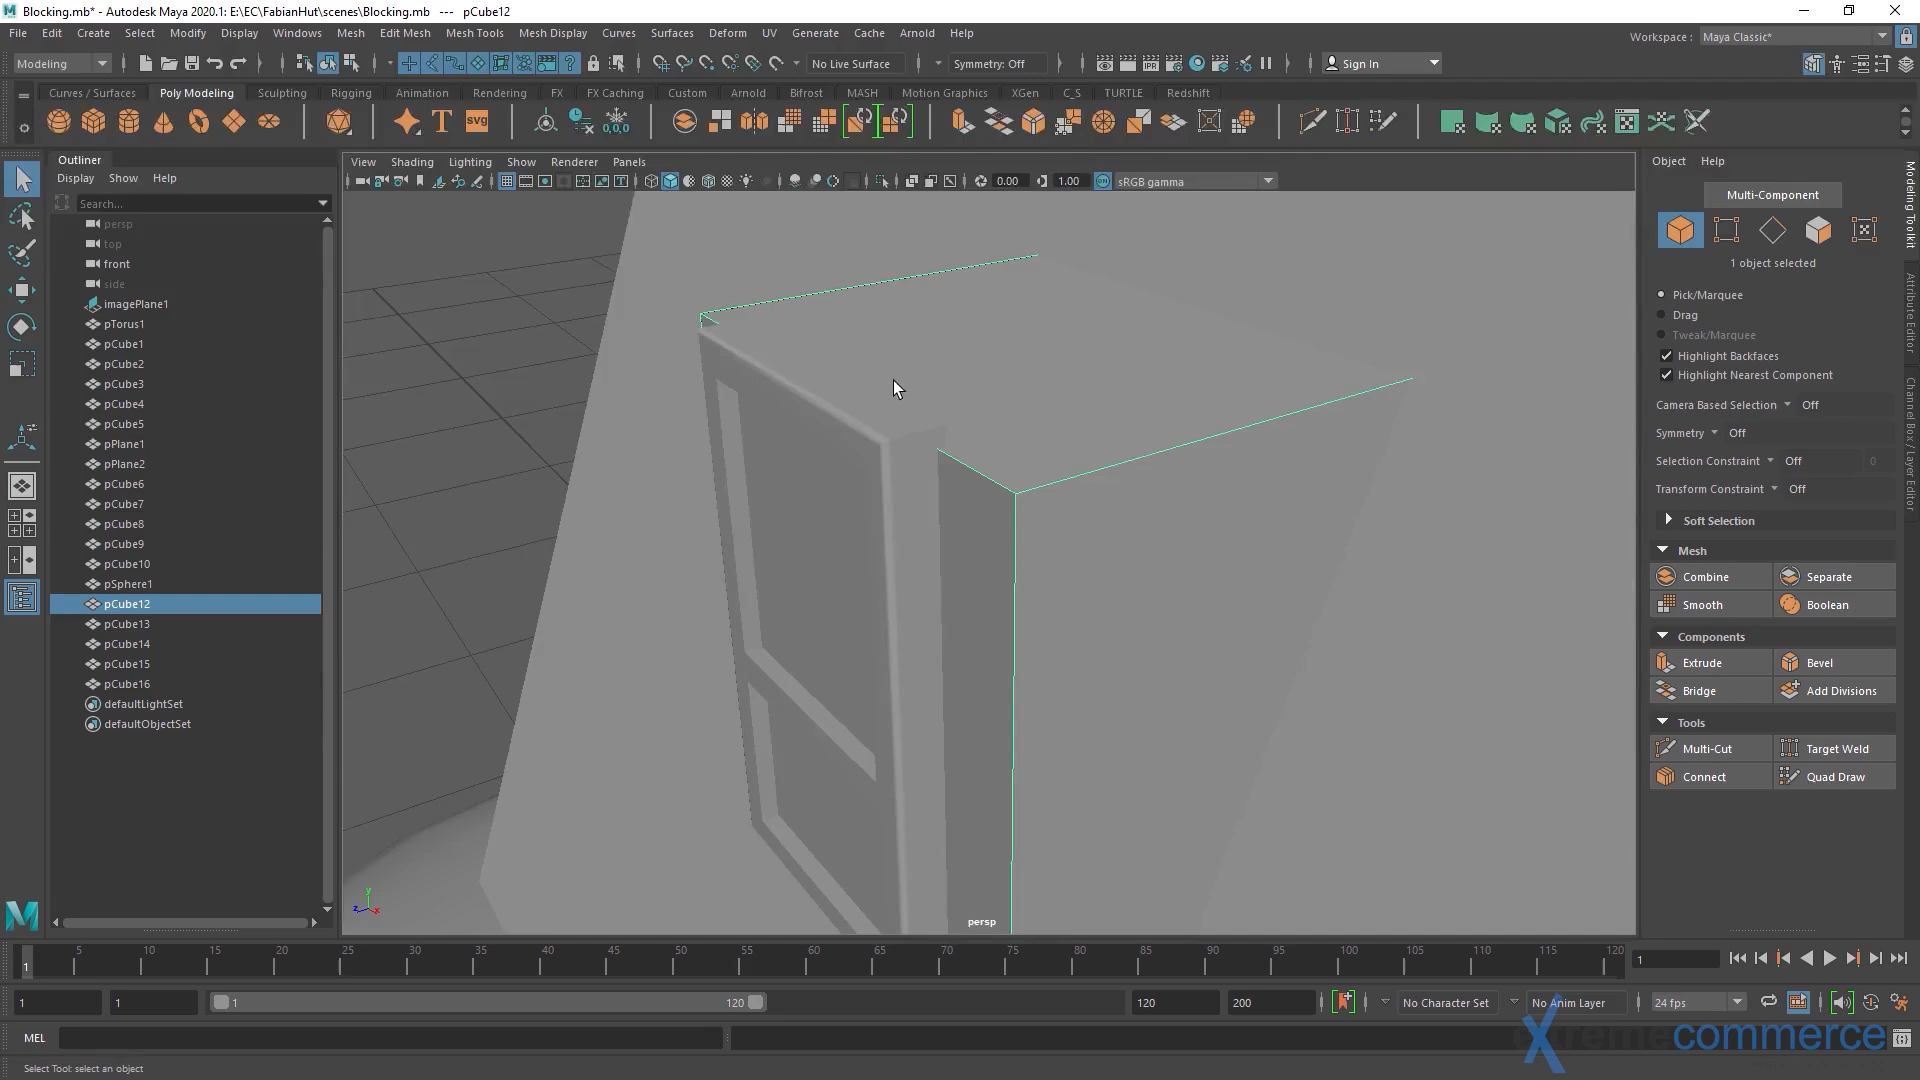 Blocking.mb* - Autodesk Maya 2020.1: E:\EC\FabianHut\scenes\Blocking.mb --- pCube12
File Edit Create Select Modify Display Windows Mesh Edit Mesh Mesh Tools Mesh Display Curves Surfaces Deform UV Generate Cache Arnold Help
Workspace : Maya Classic*
Modeling
No Live Surface
Symmetry: Off
Sign In
Curves / Surfaces Poly Modeling Sculpting Rigging Animation Rendering FX FX Caching Custom Arnold Bifrost MASH Motion Graphics XGen C_S TURTLE Redshift
T svg 0,0,0
Outliner
Display Show Help
Search...
persp
top
front
side
imagePlane1
pTorus1
pCube1
pCube2
pCube3
pCube4
pCube5
pPlane1
pPlane2
pCube6
pCube7
pCube8
pCube9
pCube10
pSphere1
pCube12
pCube13
pCube14
pCube15
pCube16
defaultLightSet
defaultObjectSet
View Shading Lighting Show Renderer Panels
0.00 1.00 sRGB gamma
persp
y
z x
Object Help
Multi-Component
1 object selected
Pick/Marquee
Drag
Tweak/Marquee
Highlight Backfaces
Highlight Nearest Component
Camera Based Selection Off
Symmetry Off
Selection Constraint Off 0
Transform Constraint Off
Soft Selection
Mesh
Combine Separate
Smooth Boolean
Components
Extrude Bevel
Bridge Add Divisions
Tools
Multi-Cut Target Weld
Connect Quad Draw
Modeling Toolkit
Attribute Editor
Channel Box / Layer Editor
1 5 10 15 20 25 30 35 40 45 50 55 60 65 70 75 80 85 90 95 100 105 110 115 120
1
1 1 1 120 120 200 No Character Set No Anim Layer 24 fps
MEL
extremecommerce
Select Tool: select an object